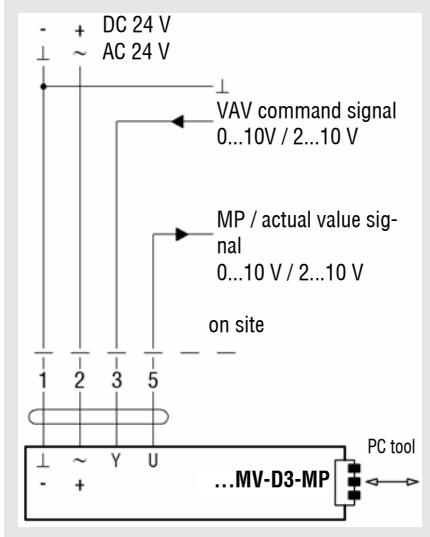 - + DC 24 V
⊥ ~ AC 24 V
⊥
VAV command signal
0...10V / 2...10 V
MP / actual value sig-
nal
0...10 V / 2...10 V
on site
1 2 3 5
⊥ ~ Y U
- +
...MV-D3-MP
PC tool